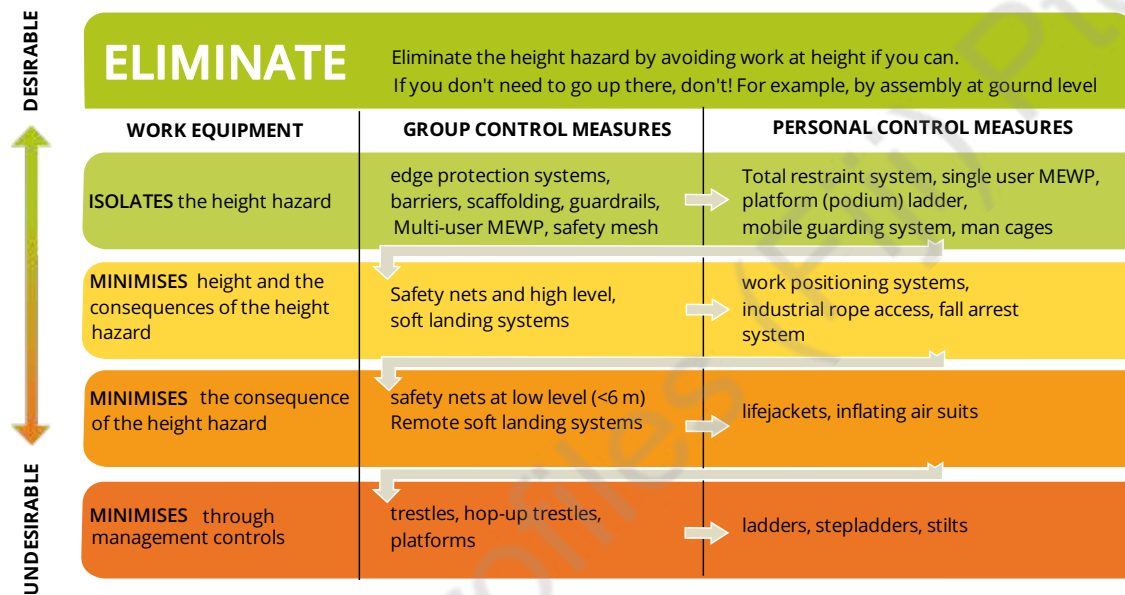 DESIRABLE
ELIMINATE
Eliminate the height hazard by avoiding work at height if you can.
If you don't need to go up there, don't! For example, by assembly at gournd level
WORK EQUIPMENT
GROUP CONTROL MEASURES
PERSONAL CONTROL MEASURES
ISOLATES the height hazard
edge protection systems,
barriers, scaffolding, guardrails,
Multi-user MEWP, safety mesh
Total restraint system, single user MEWP,
platform (podium) ladder,
mobile guarding system, man cages
MINIMISES height and the
consequences of the height
hazard
Safety nets and high level,
soft landing systems
work positioning systems,
industrial rope access, fall arrest
system
MINIMISES the consequence
of the height hazard
safety nets at low level (<6 m)
Remote soft landing systems
lifejackets, inflating air suits
MINIMISES through
management controls
trestles, hop-up trestles,
platforms
ladders, stepladders, stilts
UNDESIRABLE
(Fiji)